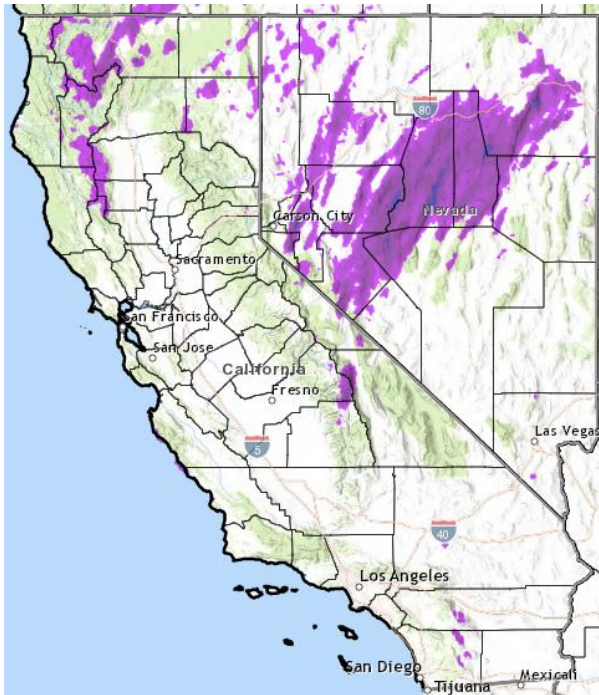 80
Carson City
Nevada
Sacramento
San Francisco
San Jose
California
Fresno
5
Las Vegas
40
Los Angeles
San Diego
Mexicali
Tijuana